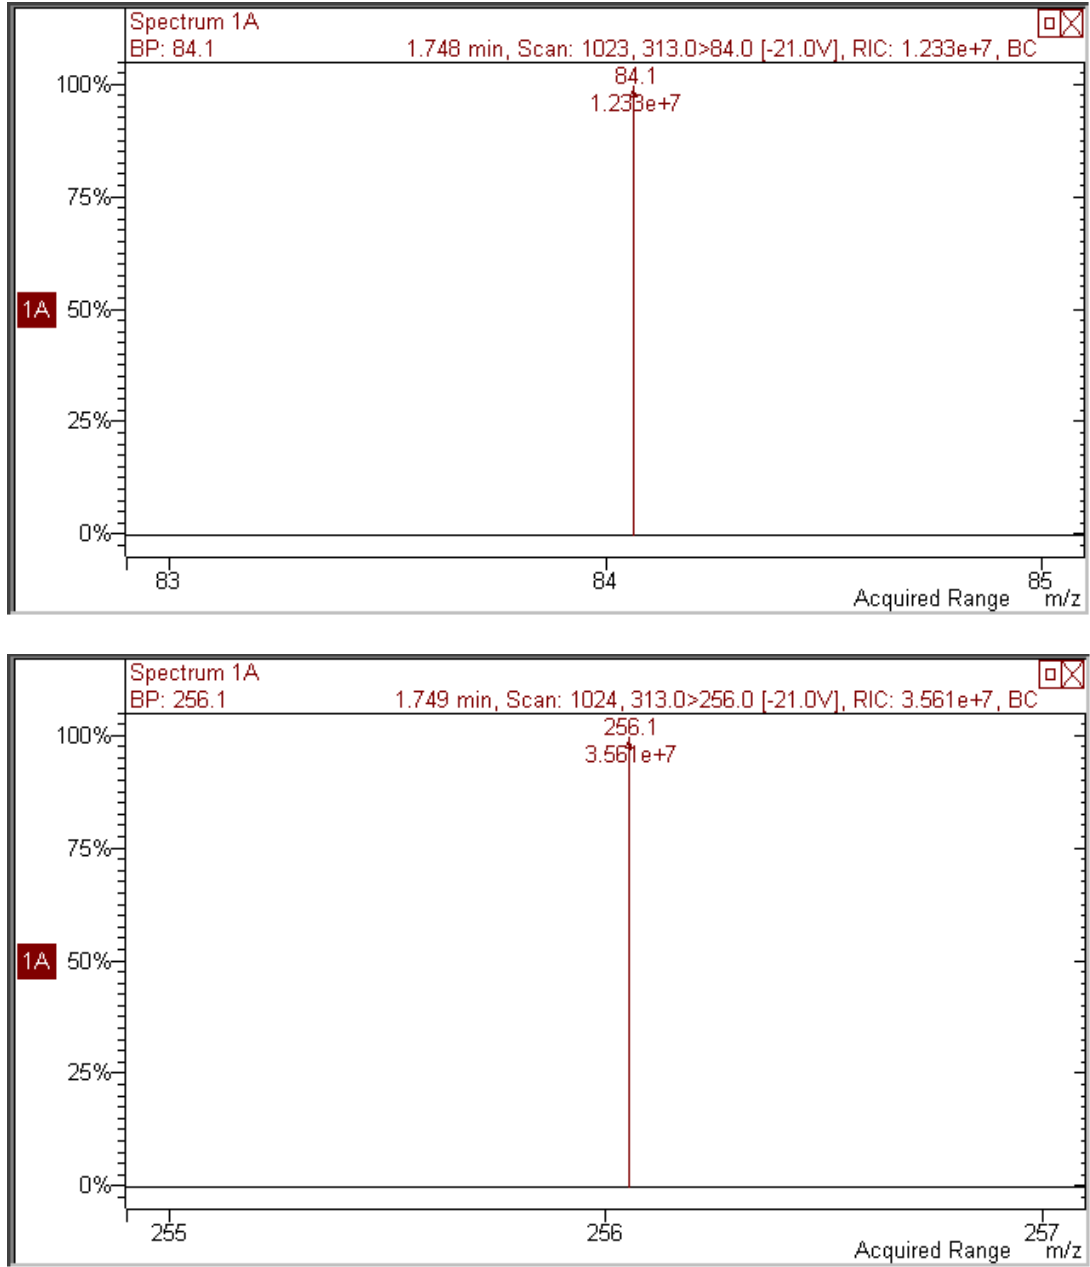 Spectrum 1A
BP: 84.1 1.748 min, Scan: 1023, 313.0>84.0 [-21.0V], RIC: 1.233e+7, BC
84.1
1.233e+7
100%
75%
1A 50%
25%
0%
83 84 85
Acquired Range m/z
Spectrum 1A
BP: 256.1 1.749 min, Scan: 1024, 313.0>256.0 [-21.0V], RIC: 3.561e+7, BC
256.1
3.561e+7
100%
75%
1A 50%
25%
0%
255 256 257
Acquired Range m/z